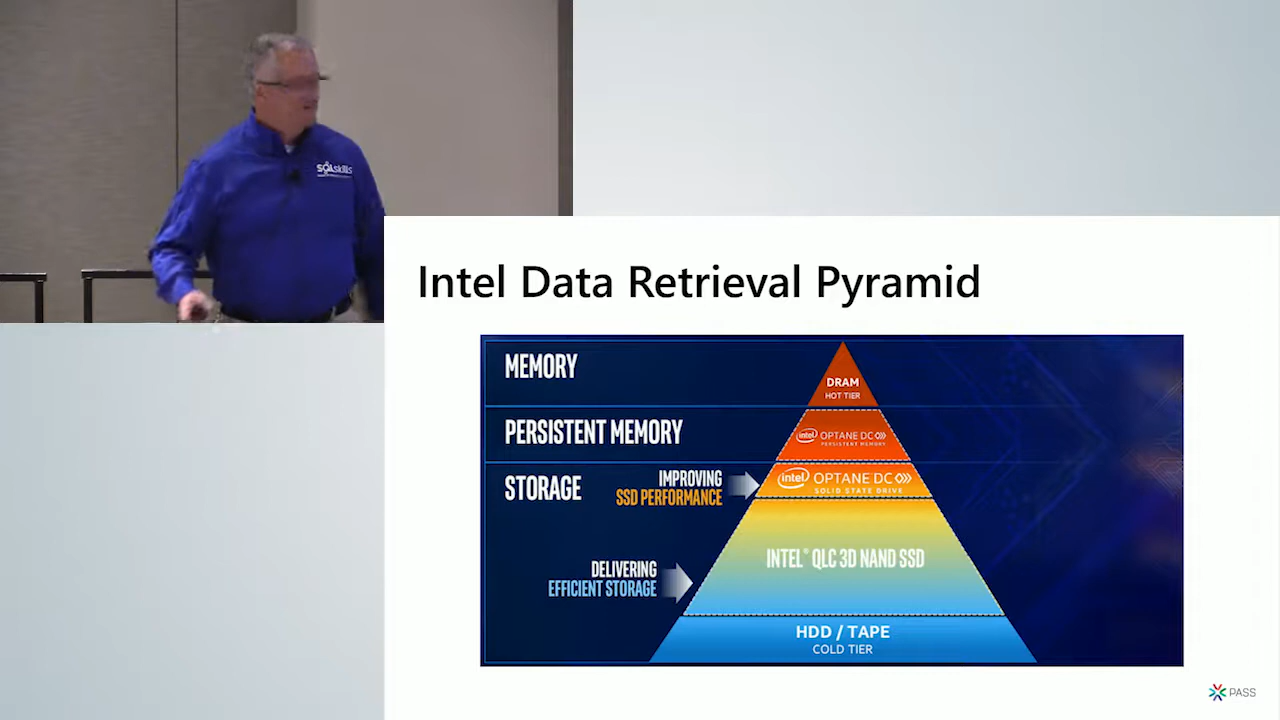 SQLskills
Intel Data Retrieval Pyramid
MEMORY
DRAM
HOT TIER
PERSISTENT MEMORY
intel OPTANE DC
PERSISTENT MEMORY
STORAGE
IMPROVING
SSD PERFORMANCE
intel OPTANE DC
SOLID STATE DRIVE
DELIVERING
EFFICIENT STORAGE
INTEL® QLC 3D NAND SSD
HDD / TAPE
COLD TIER
PASS